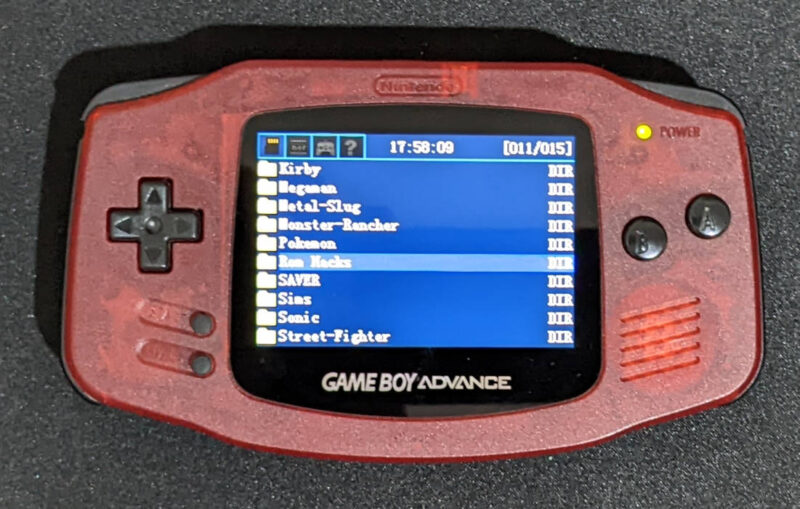 Nintendo
17:58:09 [011/015]
POWER
Kirby DIR
Megaman DIR
Metal-Slug DIR
Monster-Rancher DIR
Pokemon DIR
Rom Hacks DIR
SAVER DIR
Sims DIR
Sonic DIR
Street-Fighter DIR
A
B
GAME BOY ADVANCE